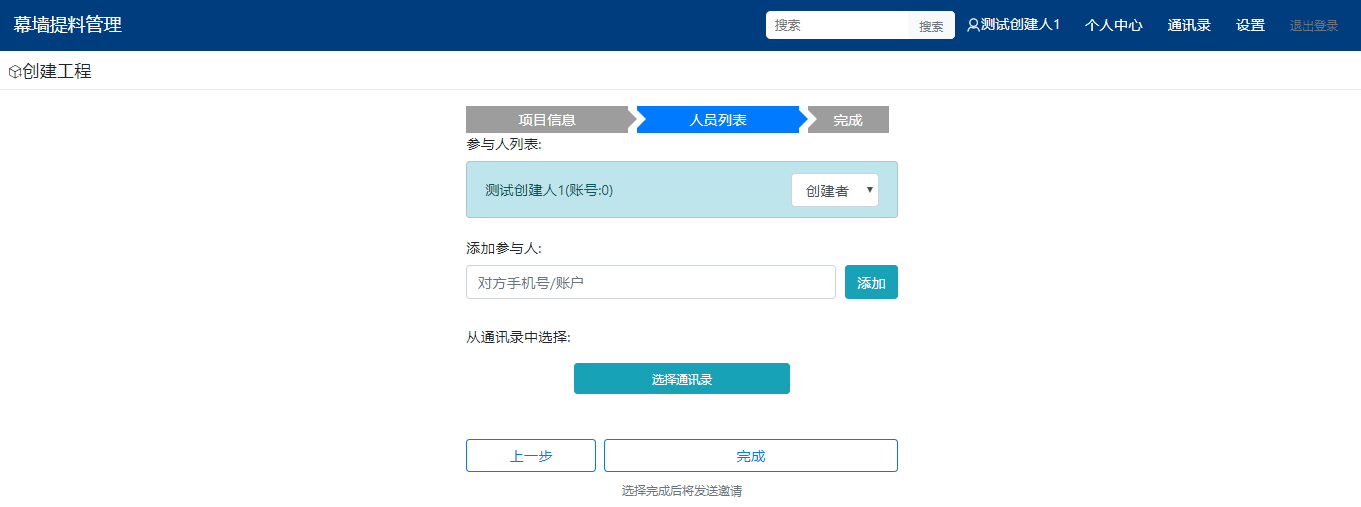 幕墙提料管理
搜索 搜索 测试创建人1 个人中心 通讯录 设置 退出登录
创建工程
项目信息 人员列表 完成
参与人列表:
测试创建人1(账号:0) 创建者
添加参与人:
对方手机号/账户 添加
从通讯录中选择:
选择通讯录
上一步 完成
选择完成后将发送邀请